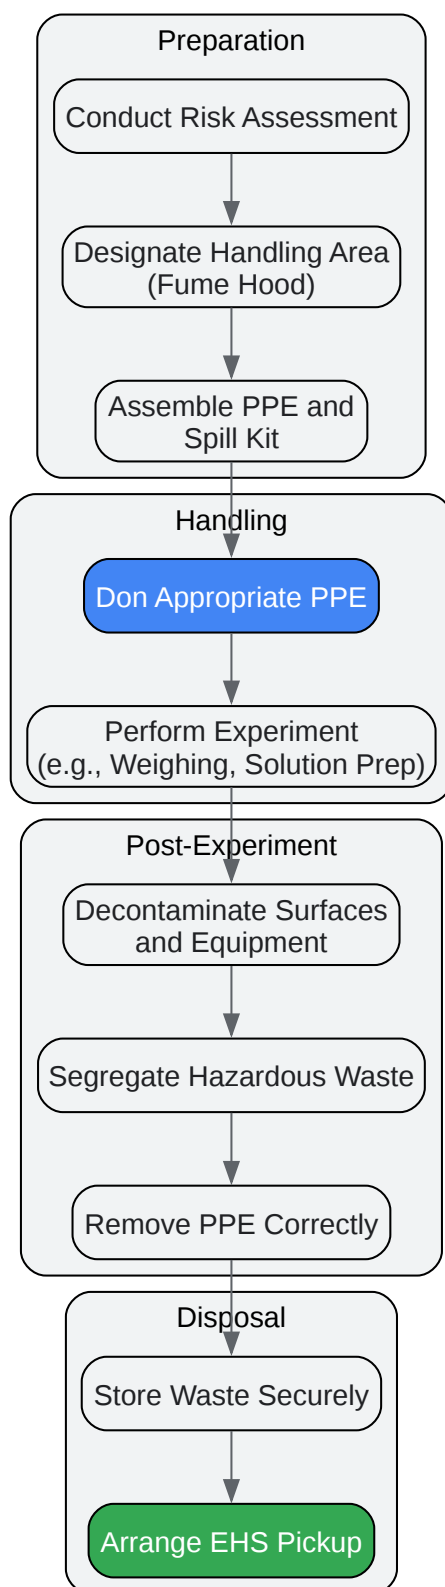 Preparation
Conduct Risk Assessment
Designate Handling Area
(Fume Hood)
Assemble PPE and
Spill Kit
Handling
Don Appropriate PPE
Perform Experiment
(e.g., Weighing, Solution Prep)
Post-Experiment
Decontaminate Surfaces
and Equipment
Segregate Hazardous Waste
Remove PPE Correctly
Disposal
Store Waste Securely
Arrange EHS Pickup